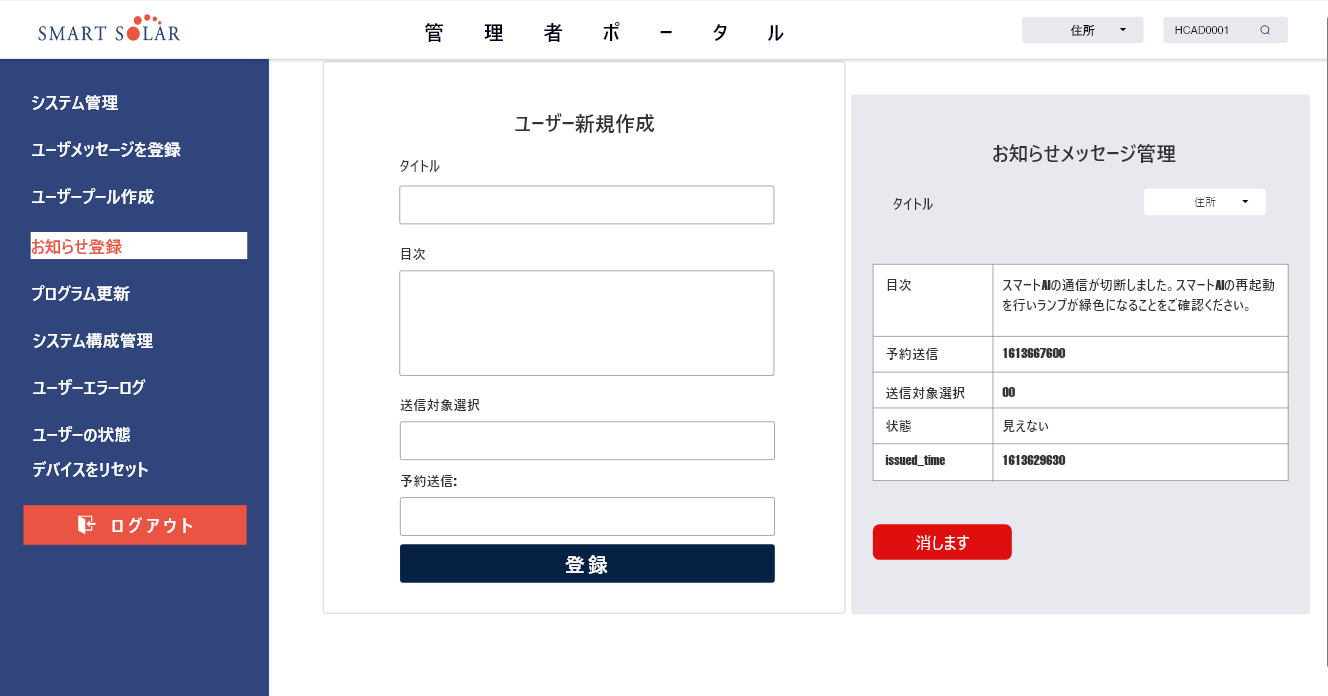 SMART SOLAR
管理者ポータル
住所
HCAD0001
システム管理
ユーザメッセージを登録
ユーザープール作成
お知らせ登録
プログラム更新
システム構成管理
ユーザーエラーログ
ユーザーの状態
デバイスをリセット
ログアウト
ユーザー新規作成
タイトル
目次
送信対象選択
予約送信:
登録
お知らせメッセージ管理
タイトル
住所
目次
スマートAIの通信が切断しました。スマートAIの再起動
を行いランプが緑色になることをご確認ください。
予約送信
1613667600
送信対象選択
00
状態
見えない
issued_time
1613629630
消します